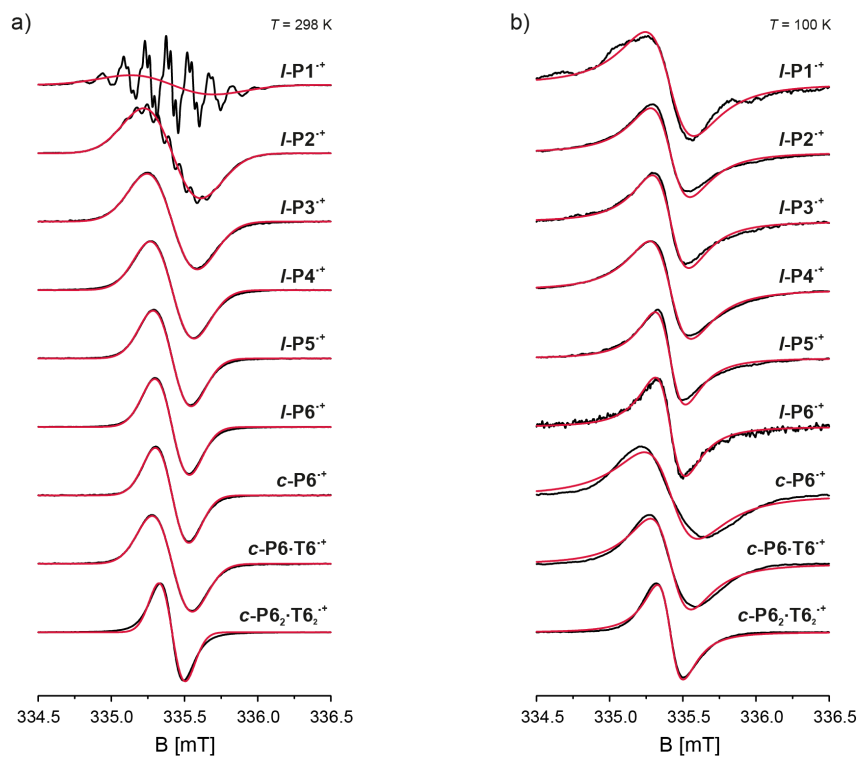 a)
T = 298 K
l-P1·+
l-P2·+
l-P3·+
l-P4·+
l-P5·+
l-P6·+
c-P6·+
c-P6·T6·+
c-P6₂·T6₂·+
334.5 335.0 335.5 336.0 336.5
B [mT]
b)
T = 100 K
l-P1·+
l-P2·+
l-P3·+
l-P4·+
l-P5·+
l-P6·+
c-P6·+
c-P6·T6·+
c-P6₂·T6₂·+
334.5 335.0 335.5 336.0 336.5
B [mT]